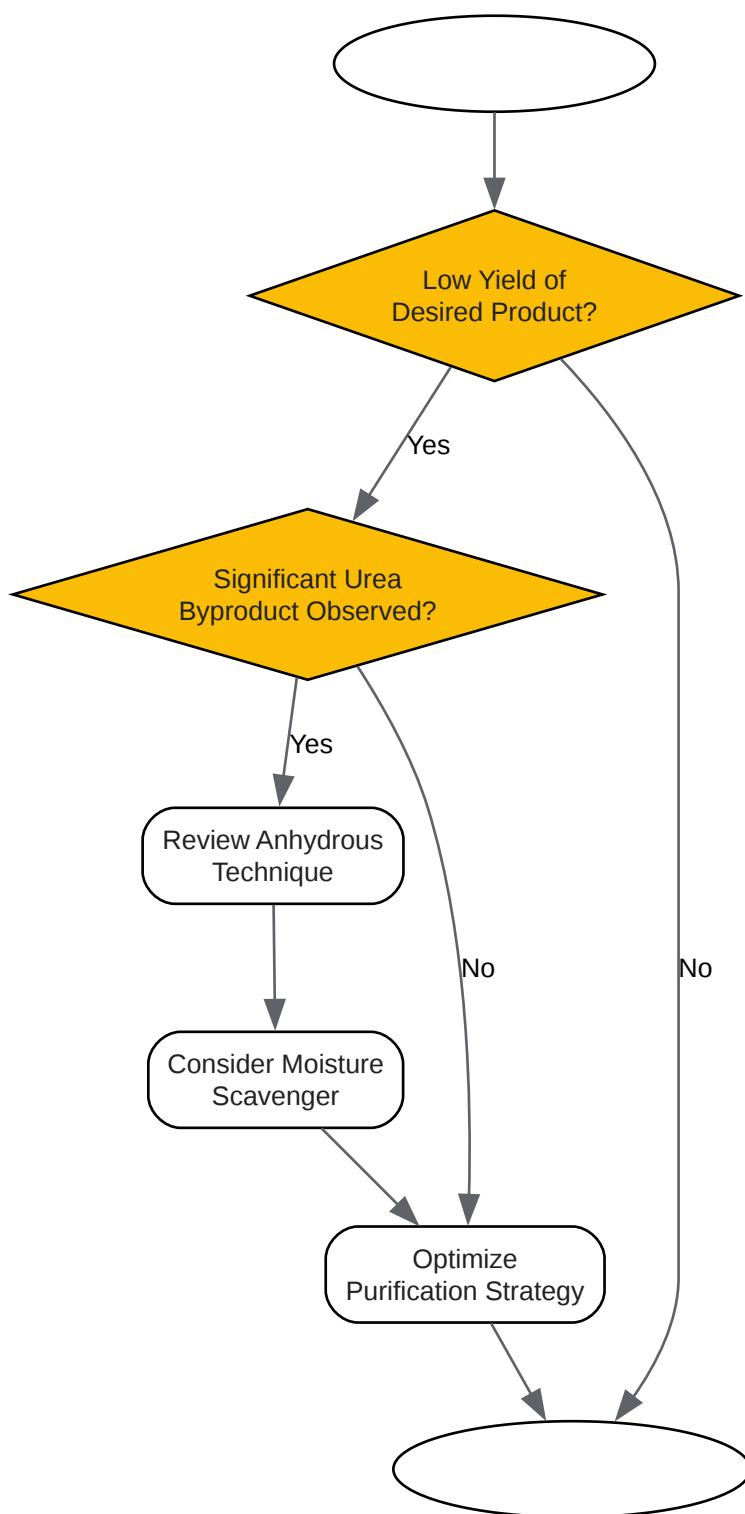 Low Yield of
Desired Product?
Yes
Significant Urea
Byproduct Observed?
Yes
Review Anhydrous
Technique
No
No
Consider Moisture
Scavenger
Optimize
Purification Strategy